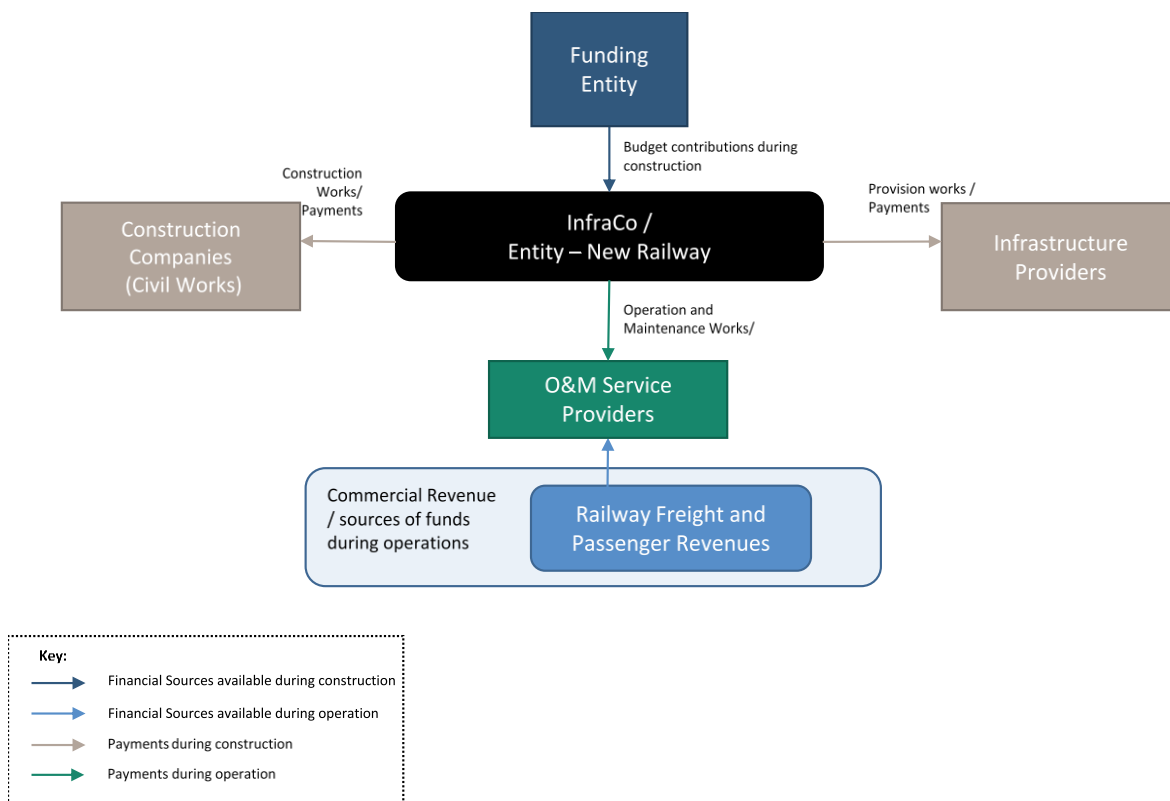 Funding
Entity
Budget contributions during
construction
Construction
Works/
Payments
Provision works /
Payments
Construction
Companies
(Civil Works)
InfraCo /
Entity – New Railway
Infrastructure
Providers
Operation and
Maintenance Works/
O&M Service
Providers
Commercial Revenue
/ sources of funds
during operations
Railway Freight and
Passenger Revenues
Key:
Financial Sources available during construction
Financial Sources available during operation
Payments during construction
Payments during operation